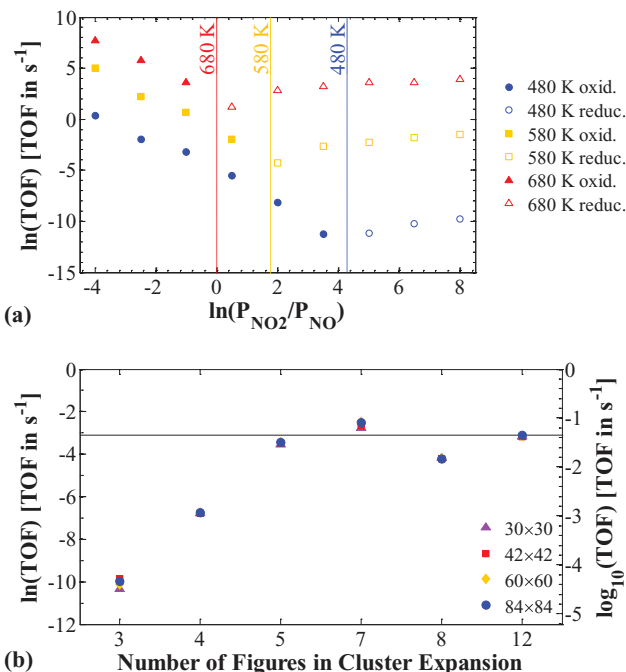 15
10
5
0
-5
-10
-15
ln(TOF) [TOF in s⁻¹]
680 K
580 K
480 K
-4 -2 0 2 4 6 8
ln(P_NO2/P_NO)
480 K oxid.
480 K reduc.
580 K oxid.
580 K reduc.
680 K oxid.
680 K reduc.
(a)
0
-2
-4
-6
-8
-10
-12
ln(TOF) [TOF in s⁻¹]
0
-1
-2
-3
-4
-5
log₁₀(TOF) [TOF in s⁻¹]
30×30
42×42
60×60
84×84
3 4 5 7 8 12
Number of Figures in Cluster Expansion
(b)